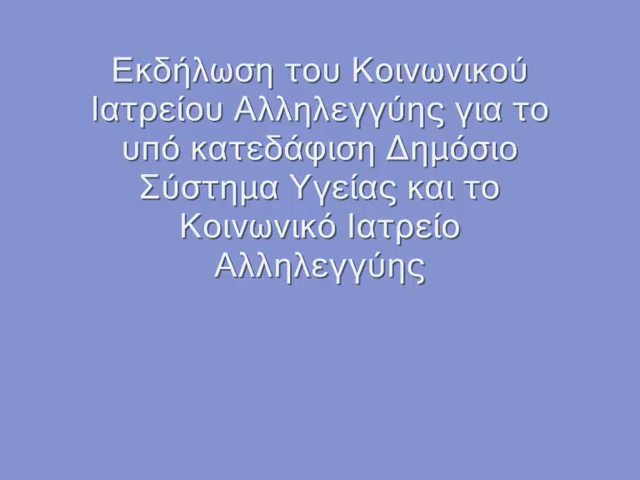 Εκδήλωση του Κοινωνικού
Ιατρείου Αλληλεγγύης για το
υπό κατεδάφιση Δημόσιο
Σύστημα Υγείας και το
Κοινωνικό Ιατρείο
Αλληλεγγύης